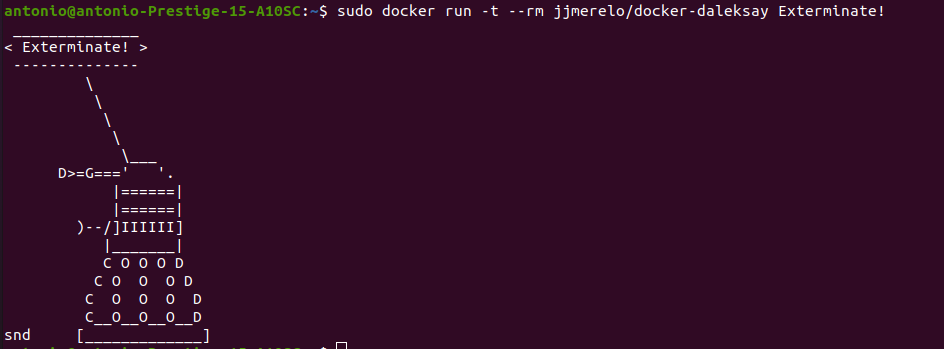 antonio@antonio-Prestige-15-A10SC:~$ sudo docker run -t --rm jjmerelo/docker-daleksay Exterminate!
 ______________
< Exterminate! >
 --------------
         \
          \
           \
            \
             \___
      D>=G==='   '.
            |======|
            |======|
        )--/]IIIIII]
           |_______|
           C O O O D
          C O  O  O D
         C  O  O  O  D
         C__O__O__O__D
snd     [_____________]